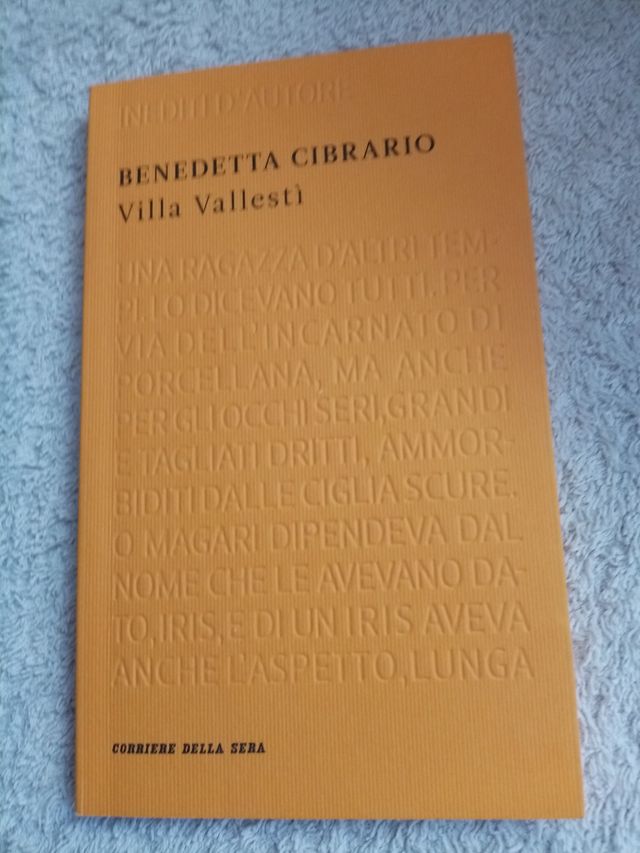 INEDITI D'AUTORE
BENEDETTA CIBRARIO
Villa Vallestì
UNA RAGAZZA D'ALTRI TEM-
PI. LO DICEVANO TUTTI. PER
VIA DELL'INCARNATO DI
PORCELLANA, MA ANCHE
PER GLI OCCHI SERI, GRANDI
E TAGLIATI DRITTI, AMMOR-
BIDITI DALLE CIGLIA SCURE.
O MAGARI DIPENDEVA DAL
NOME CHE LE AVEVANO DA-
TO, IRIS, E DI UN IRIS AVEVA
ANCHE L'ASPETTO, LUNGA
CORRIERE DELLA SERA